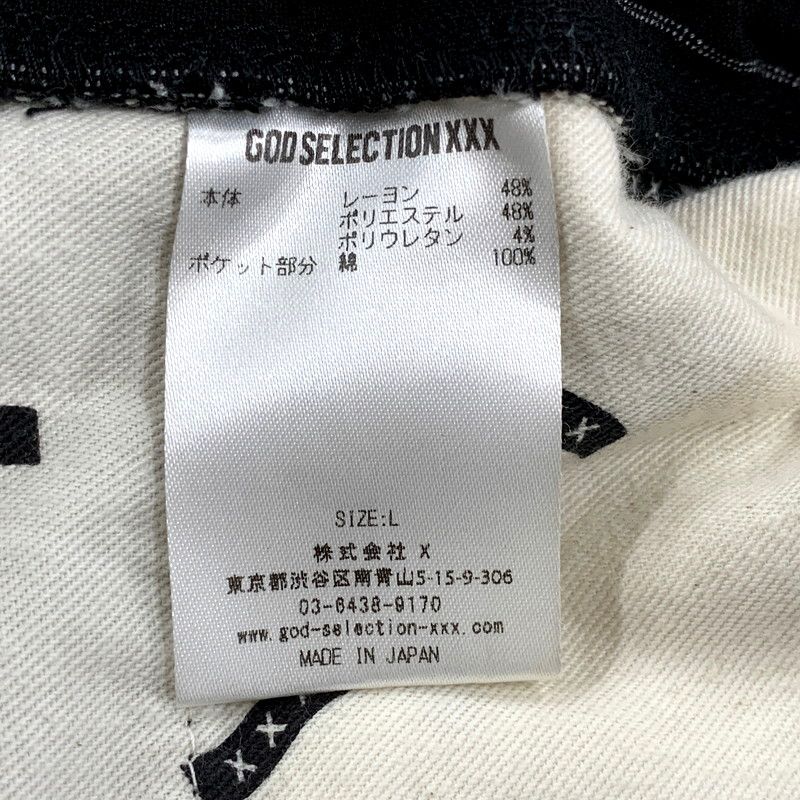 GOD SELECTION XXX
本体 レーヨン 48%
ポリエステル 48%
ポリウレタン 4%
ポケット部分 綿 100%
SIZE:L
株式会社 X
東京都渋谷区南青山5-15-9-306
03-6438-9170
www.god-selection-xxx.com
MADE IN JAPAN
X
X X